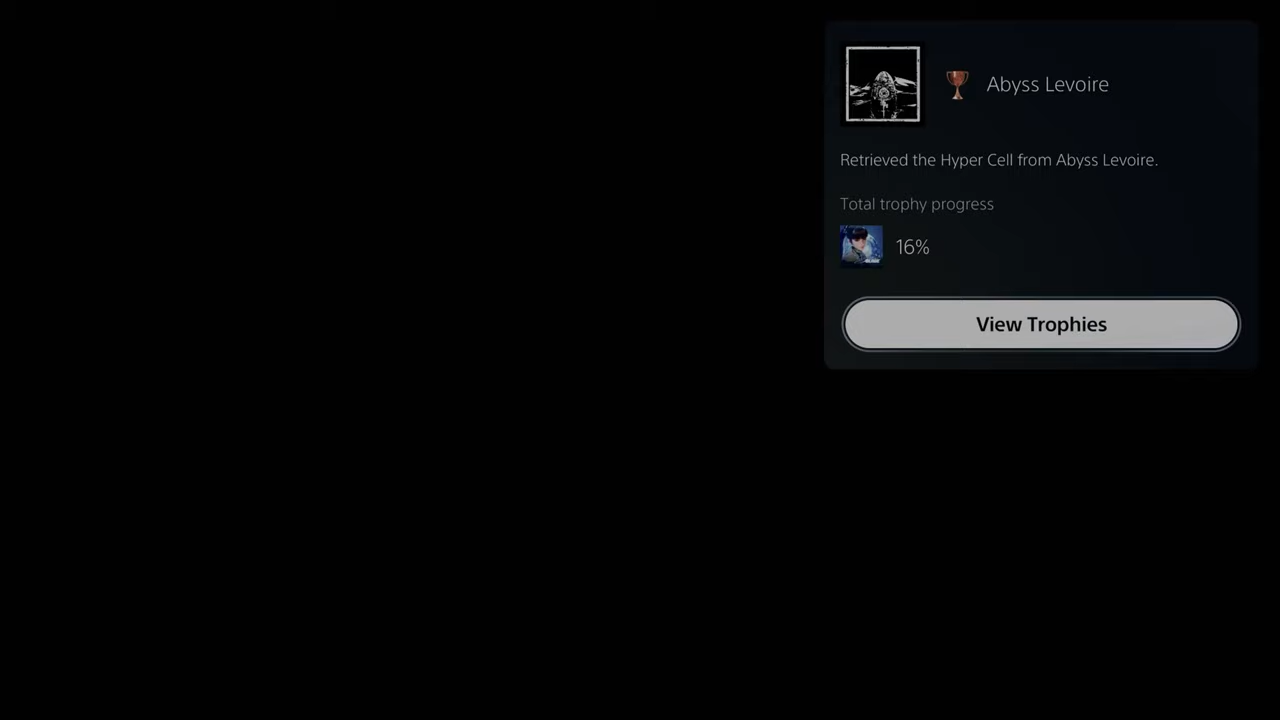 Abyss Levoire
Retrieved the Hyper Cell from Abyss Levoire.
Total trophy progress
16%
View Trophies